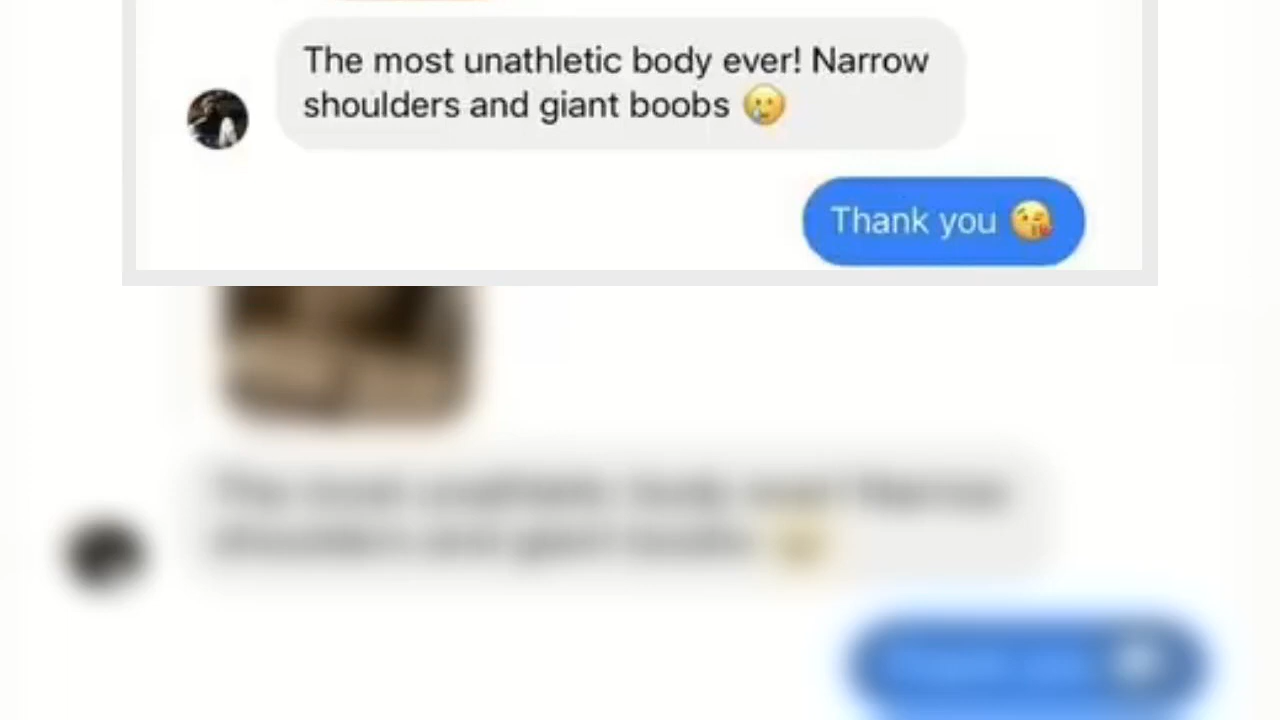 The most unathletic body ever! Narrow
shoulders and giant boobs 🥲
Thank you 😘